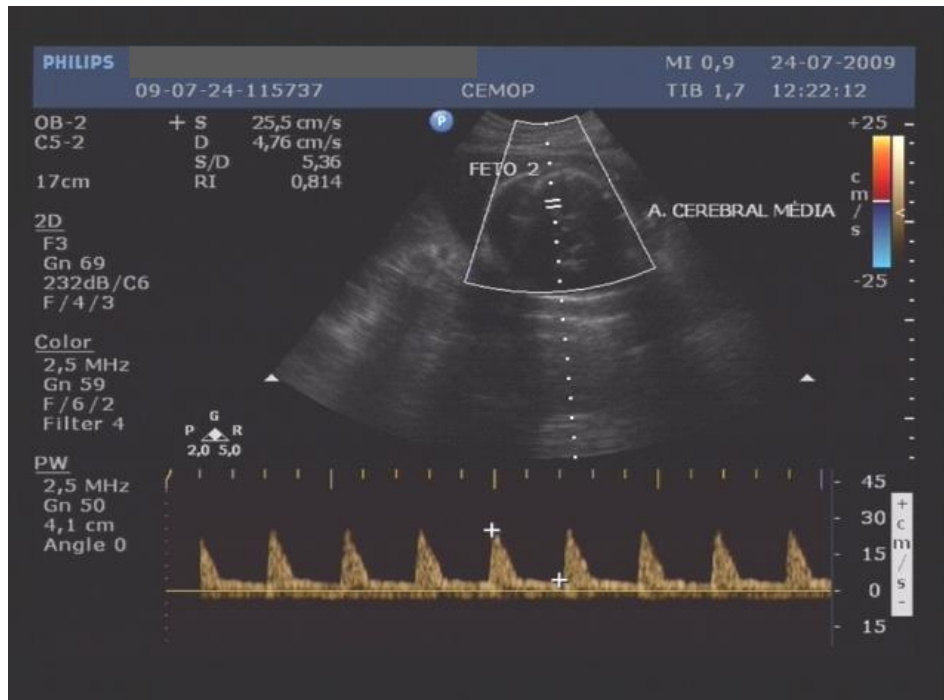 PHILIPS MI 0,9 24-07-2009
09-07-24-115737 CEMOP TIB 1,7 12:22:12
OB-2
C5-2
17cm
+ S 25,5 cm/s
D 4,76 cm/s
S/D 5,36
RI 0,814
P
FETO 2
A. CEREBRAL MÉDIA
+25
cm/s
-25
2D
F3
Gn 69
232dB/C6
F/4/3
Color
2,5 MHz
Gn 59
F/6/2
Filter 4
G
P R
2,0 5,0
PW
2,5 MHz
Gn 50
4,1 cm
Angle 0
45
30
15
0
15
+ cm/s -